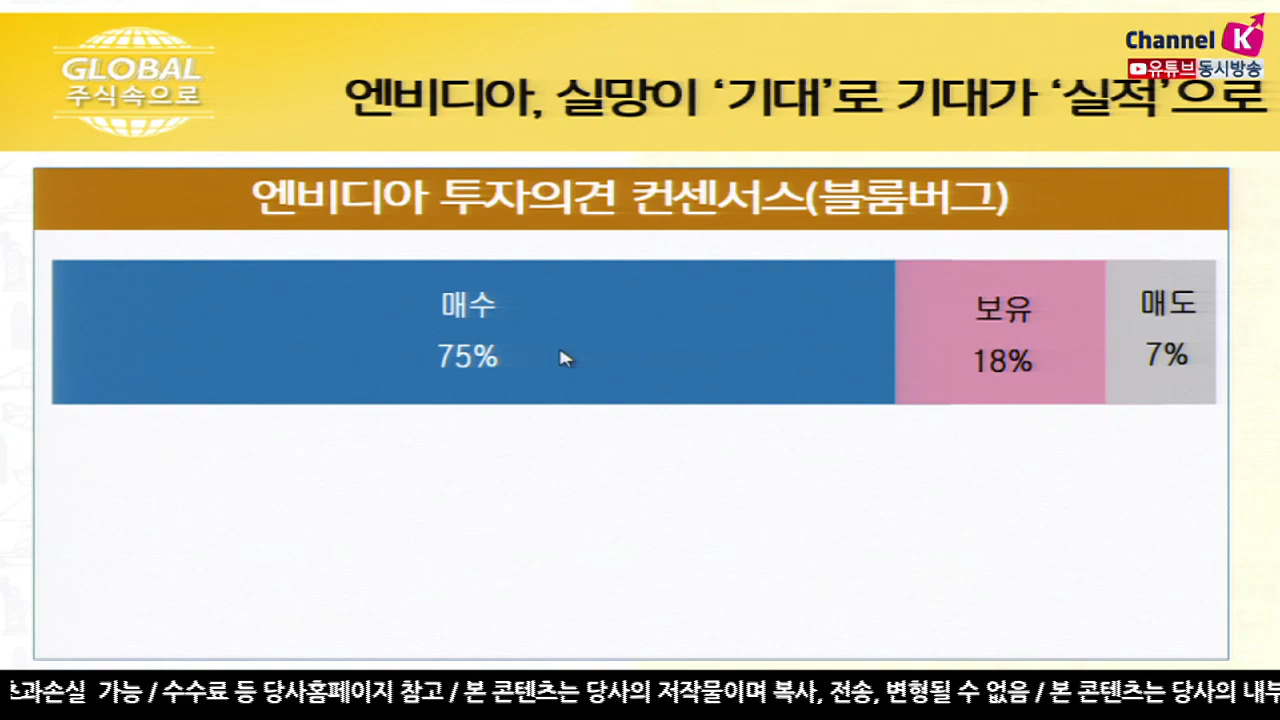 GLOBAL
주식속으로
Channel K
유튜브동시방송
엔비디아, 실망이 ‘기대’로 기대가 ‘실적’으로
엔비디아 투자의견 컨센서스(블룸버그)
매수
75%
보유
18%
매도
7%
가능 / 수수료 등 당사홈페이지 참고 / 본 콘텐츠는 당사의 저작물이며 복사, 전송, 변형될 수 없음 / 본 콘텐츠는 당사의